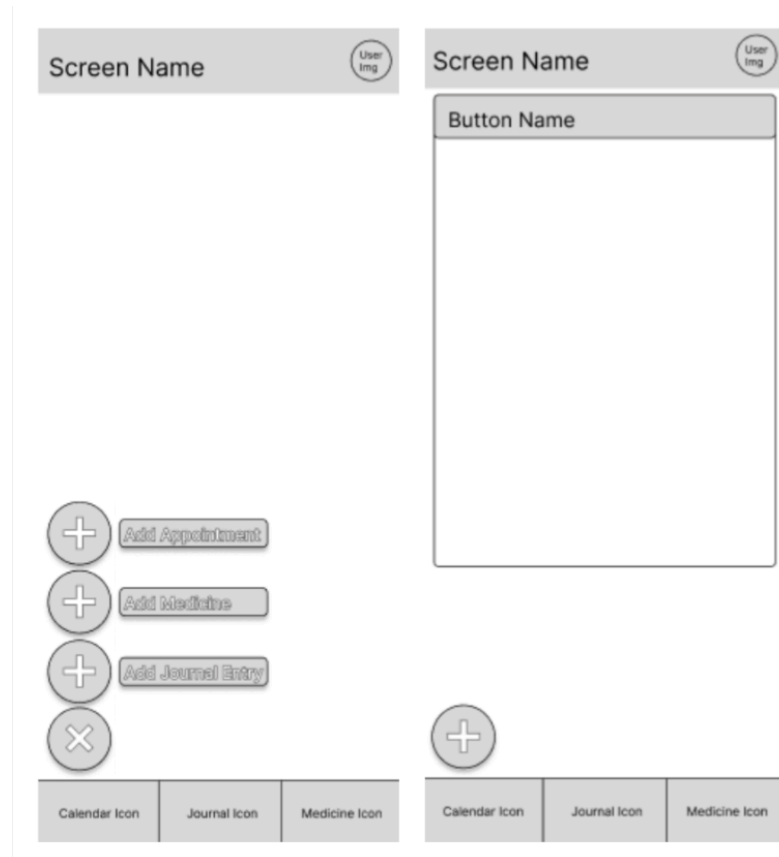 Screen Name
User
Img
Add Appointment
Add Medicine
Add Journal Entry
Calendar Icon
Journal Icon
Medicine Icon
Screen Name
User
Img
Button Name
Calendar Icon
Journal Icon
Medicine Icon